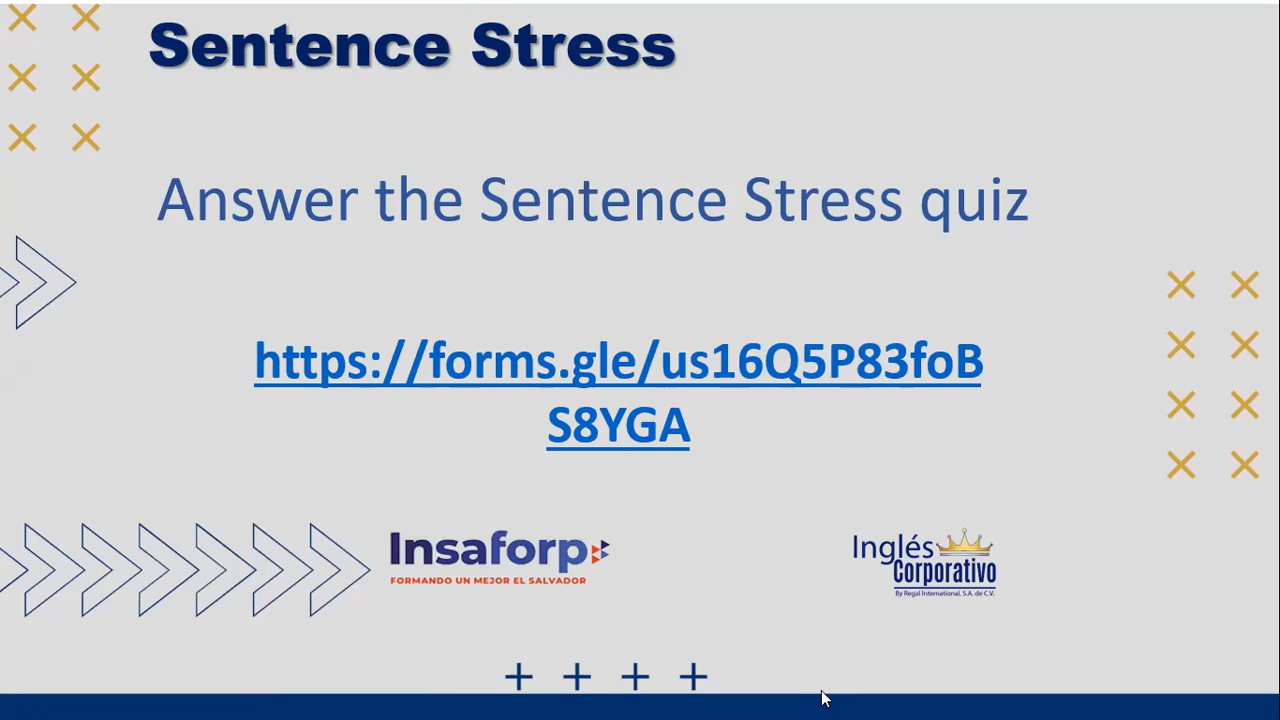 Sentence Stress
Answer the Sentence Stress quiz
https://forms.gle/us16Q5P83foB
S8YGA
Insaforp
FORMANDO UN MEJOR EL SALVADOR
Inglés
Corporativo
By Regal International, S.A. de C.V.